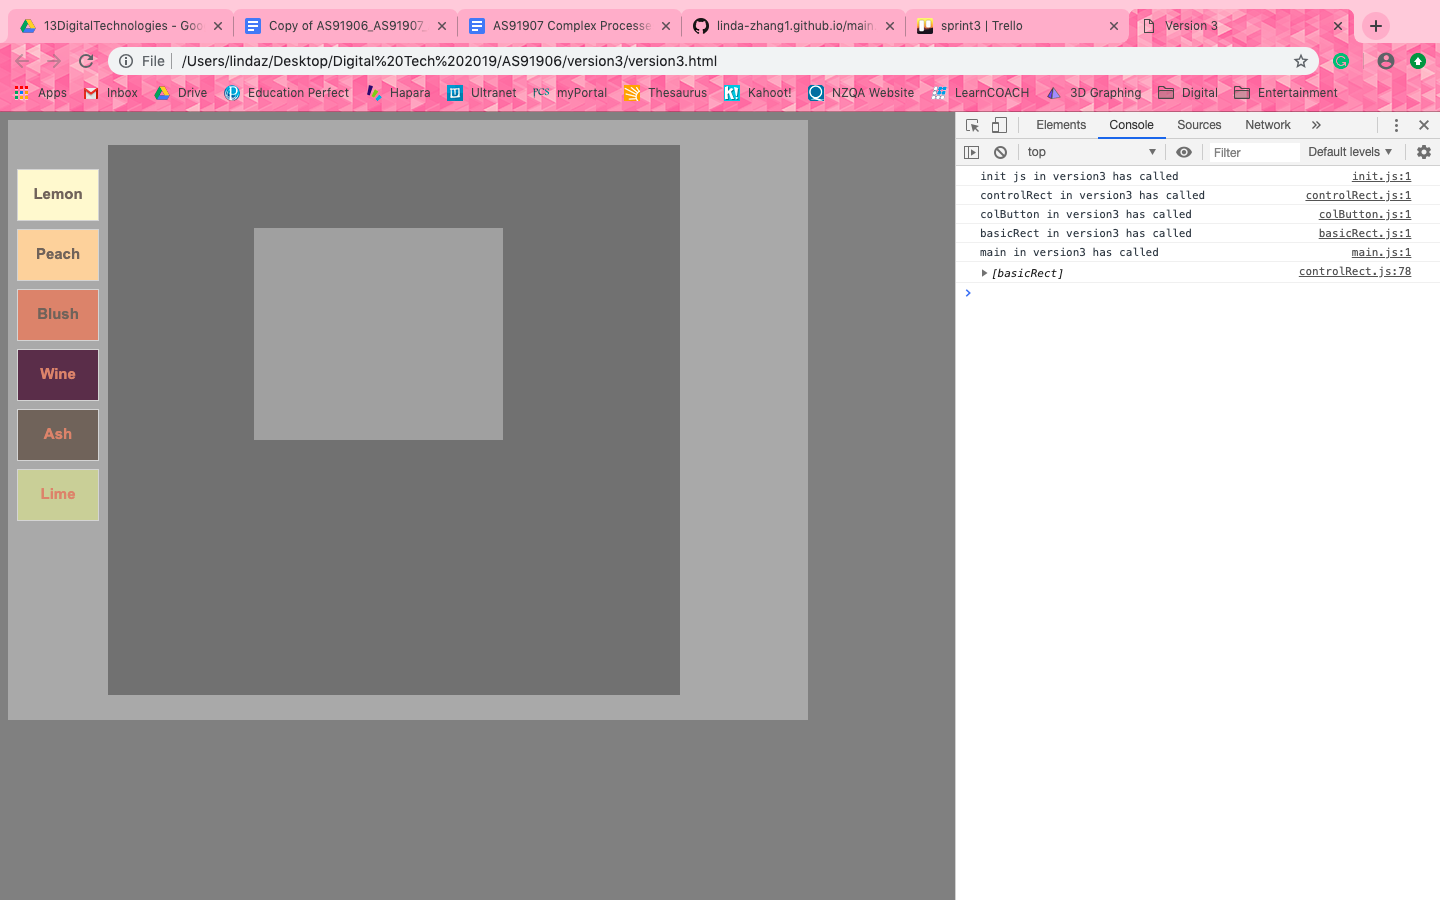 13DigitalTechnologies - Goo
Copy of AS91906_AS91907_
AS91907 Complex Processe
linda-zhang1.github.io/main
sprint3 | Trello
Version 3
File /Users/lindaz/Desktop/Digital%20Tech%202019/AS91906/version3/version3.html
Apps
Inbox
Drive
Education Perfect
Hapara
Ultranet
PCS myPortal
Thesaurus
K! Kahoot!
NZQA Website
LearnCOACH
3D Graphing
Digital
Entertainment
Lemon
Peach
Blush
Wine
Ash
Lime
Elements Console Sources Network »
top Filter Default levels
init js in version3 has called init.js:1
controlRect in version3 has called controlRect.js:1
colButton in version3 has called colButton.js:1
basicRect in version3 has called basicRect.js:1
main in version3 has called main.js:1
[basicRect] controlRect.js:78